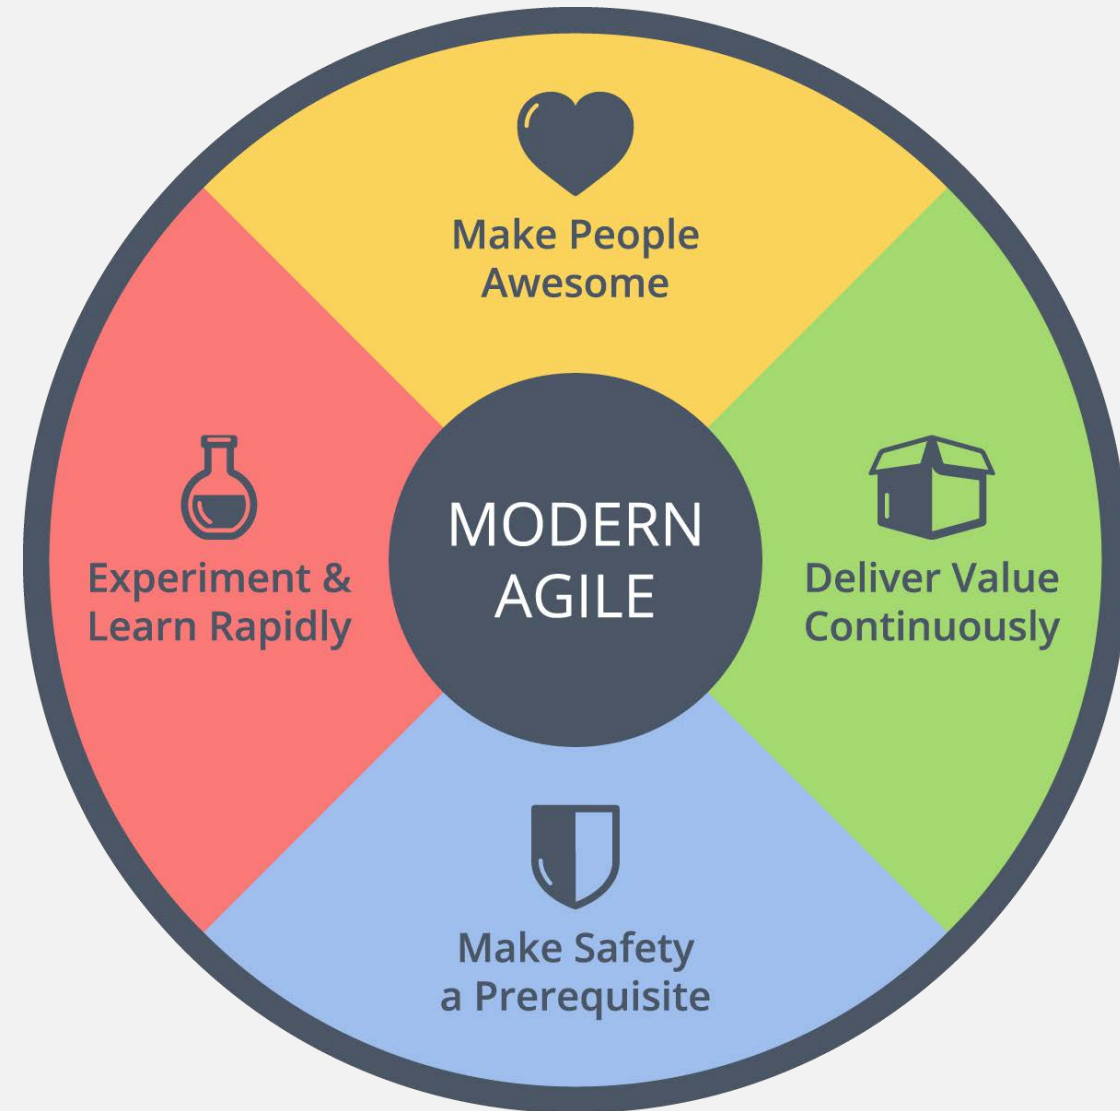 Make People
Awesome
MODERN
AGILE
Experiment &
Learn Rapidly
Deliver Value
Continuously
Make Safety
a Prerequisite